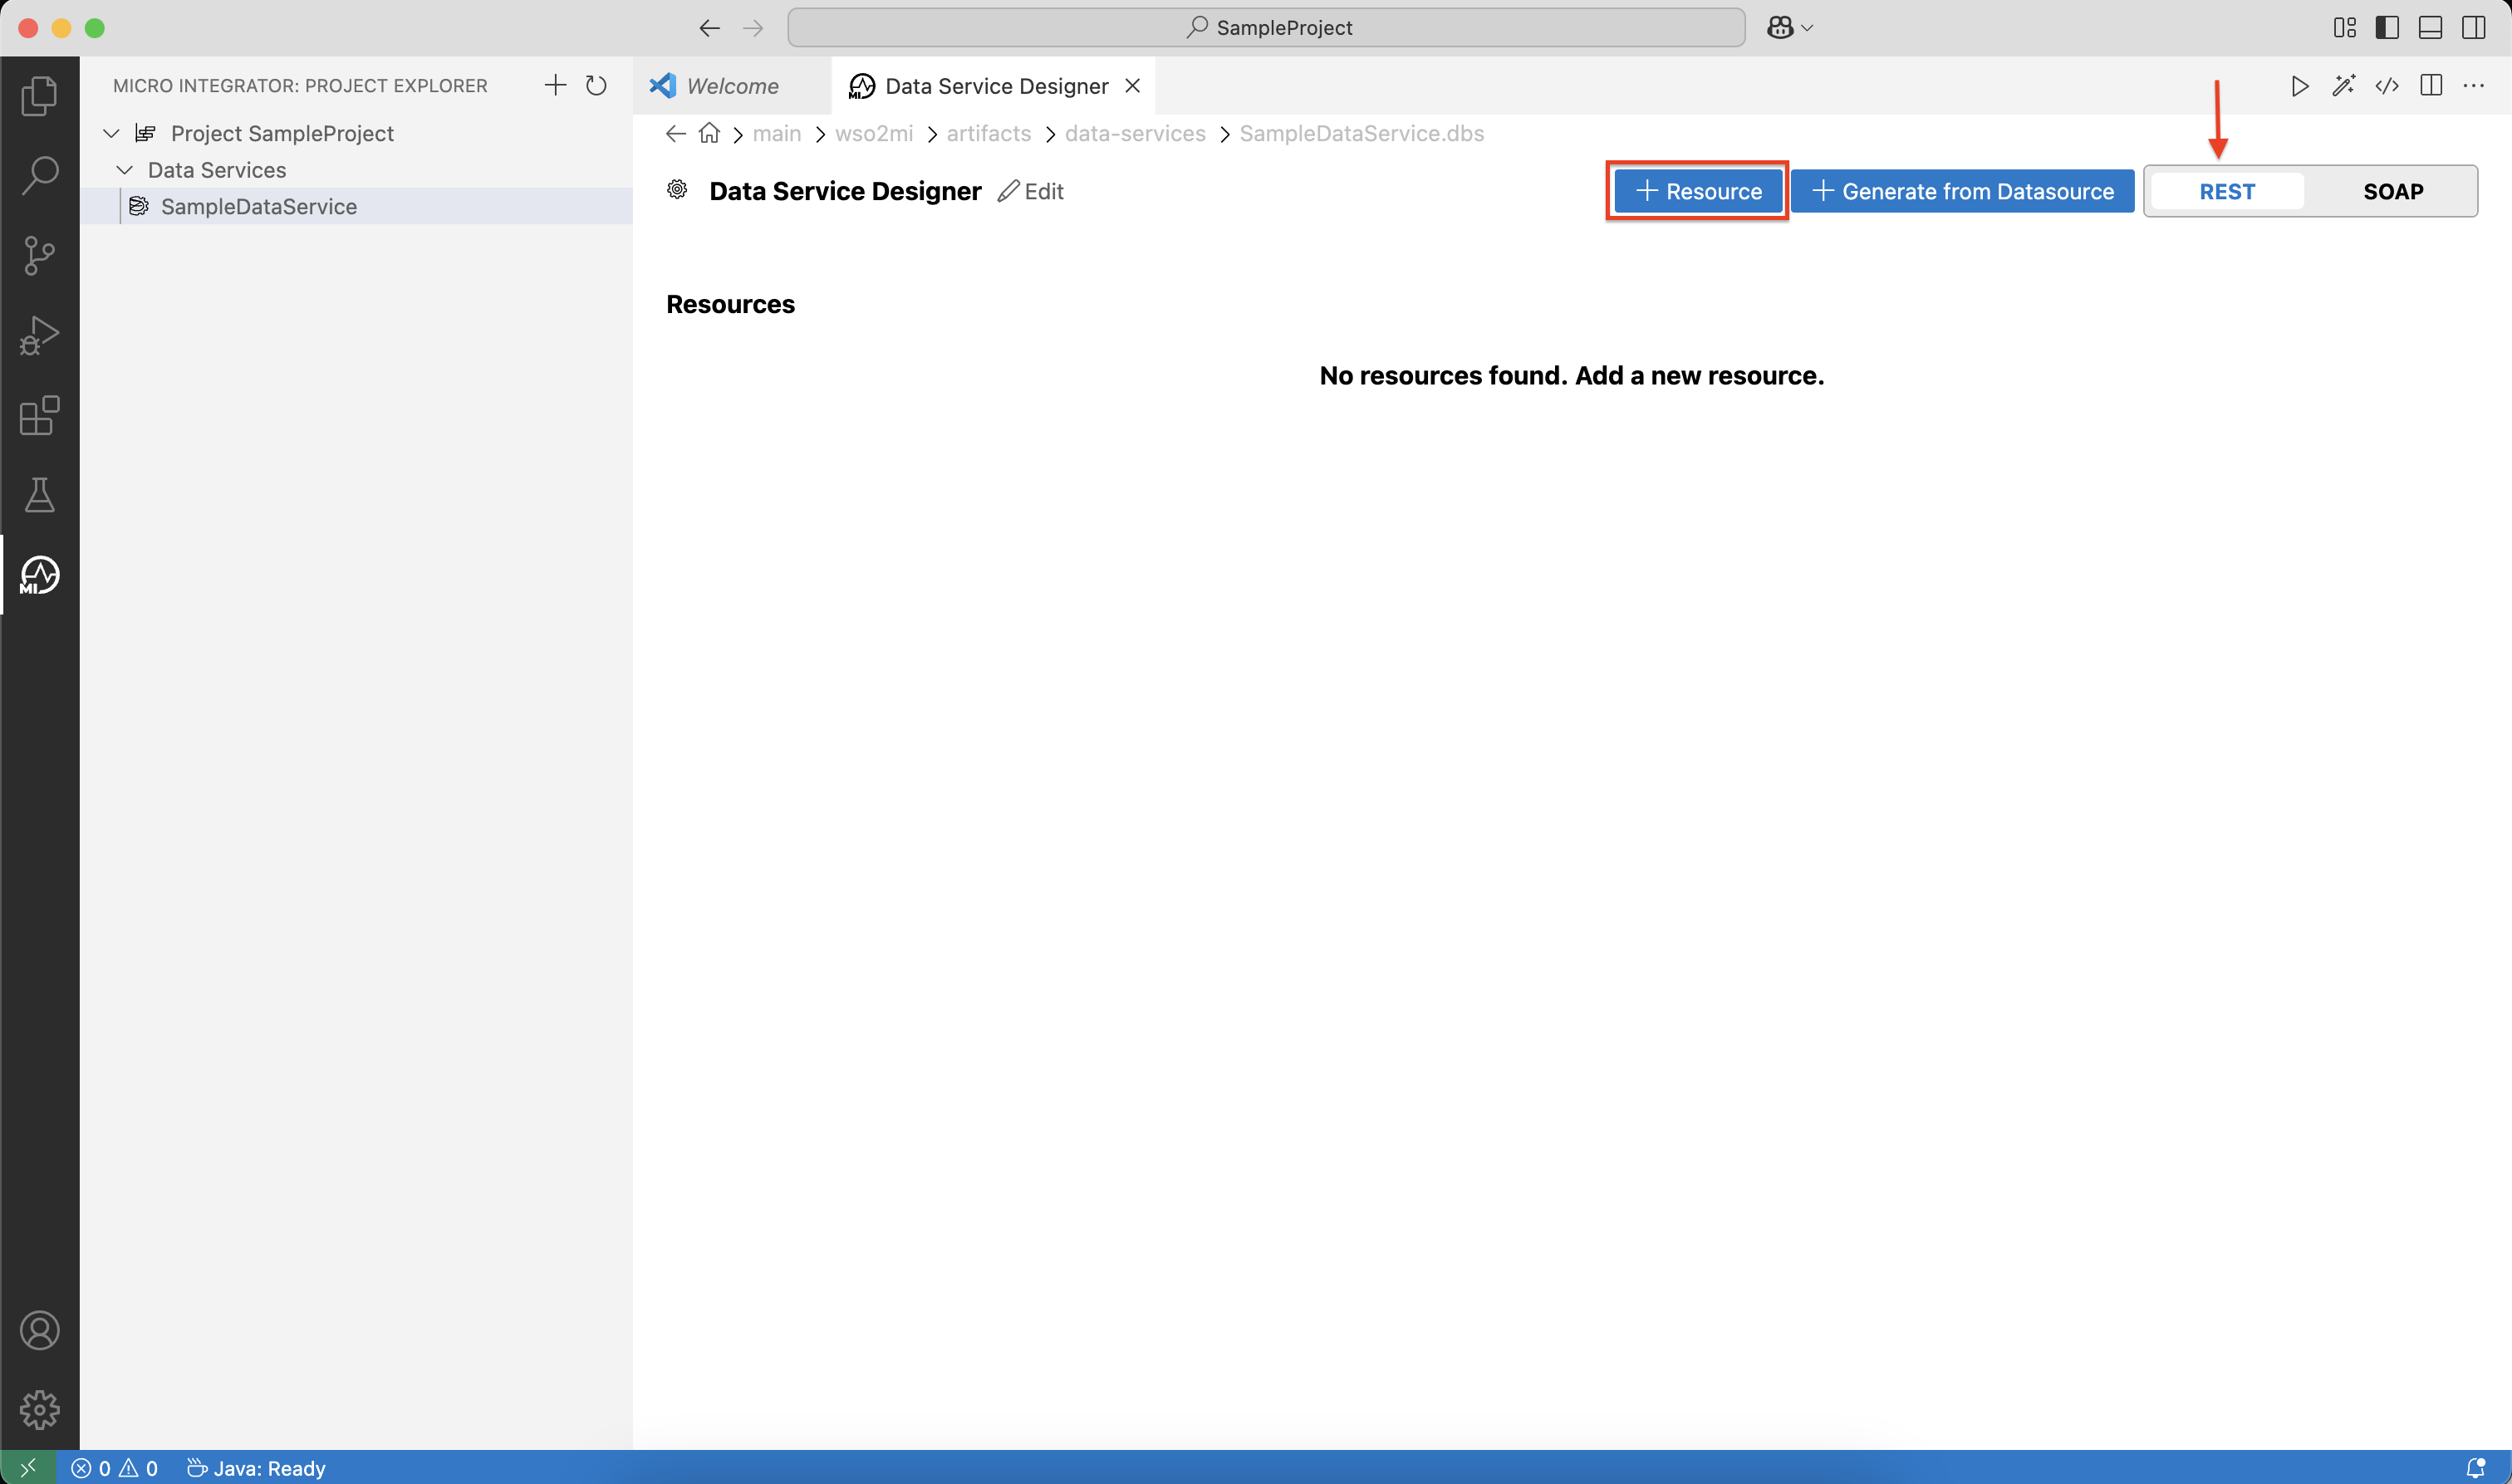 SampleProject
MICRO INTEGRATOR: PROJECT EXPLORER
Welcome
Data Service Designer
Project SampleProject
main
wso2mi
artifacts
data-services
SampleDataService.dbs
Data Services
Data Service Designer
Edit
Resource
Generate from Datasource
REST
SOAP
SampleDataService
Resources
No resources found. Add a new resource.
MI
0
0
Java: Ready